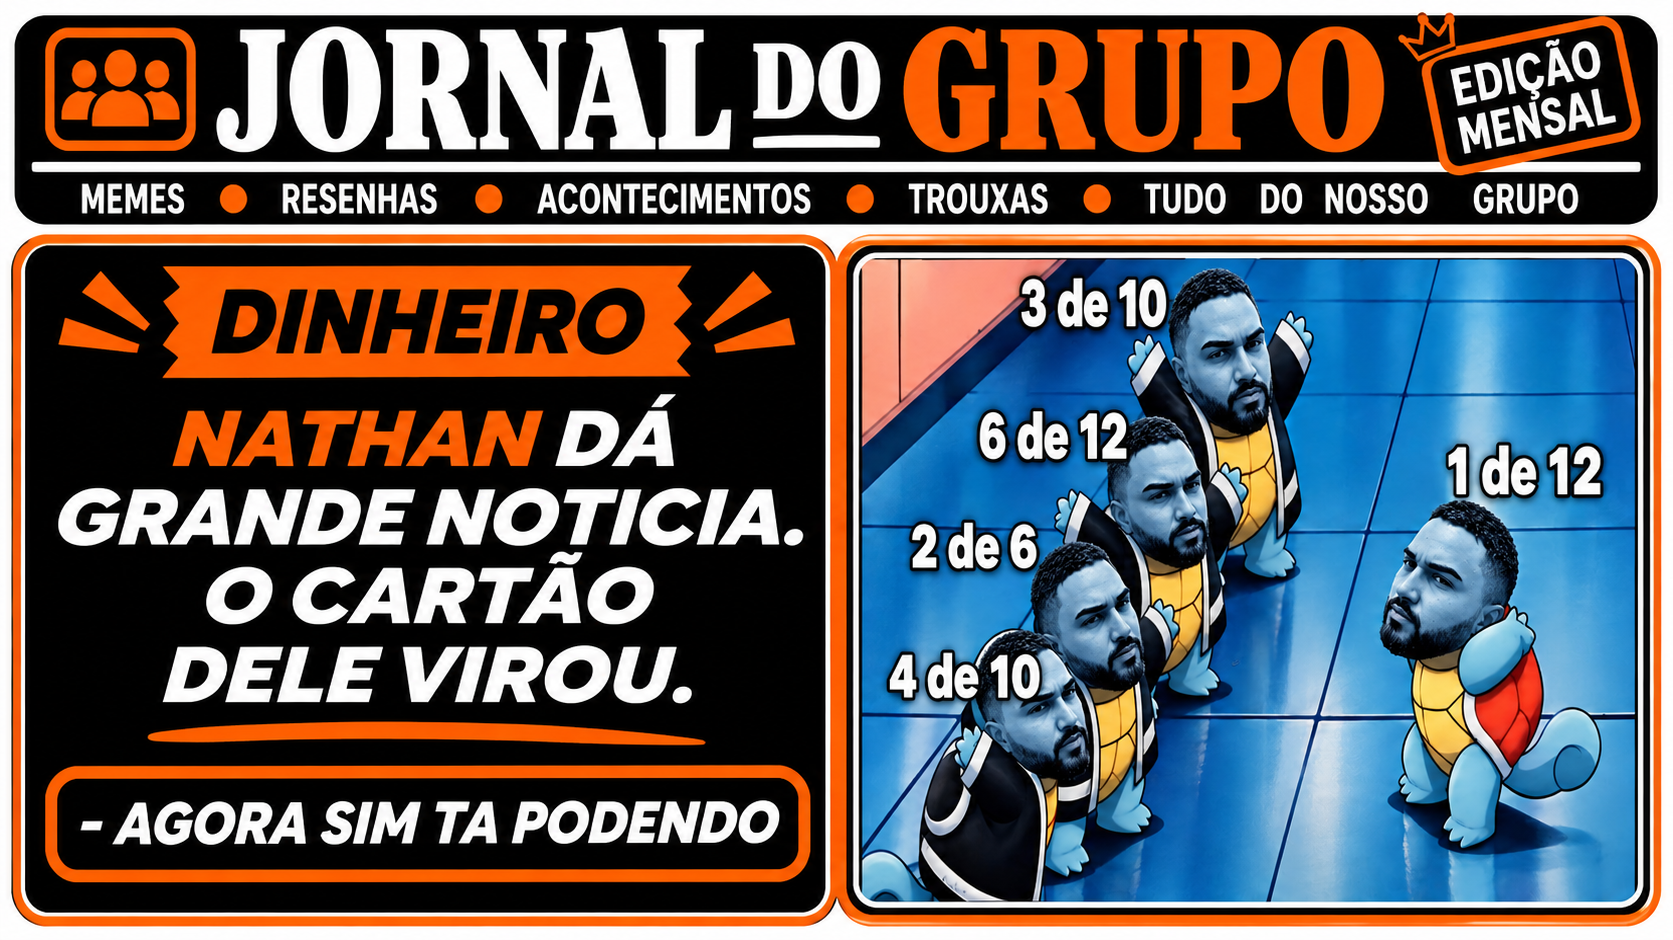 JORNAL DO GRUPO
EDIÇÃO
MENSAL
MEMES ● RESENHAS ● ACONTECIMENTOS ● TROUXAS ● TUDO DO NOSSO GRUPO
DINHEIRO
NATHAN DÁ
GRANDE NOTICIA.
O CARTÃO
DELE VIROU.
- AGORA SIM TA PODENDO
3 de 10
6 de 12
1 de 12
2 de 6
4 de 10